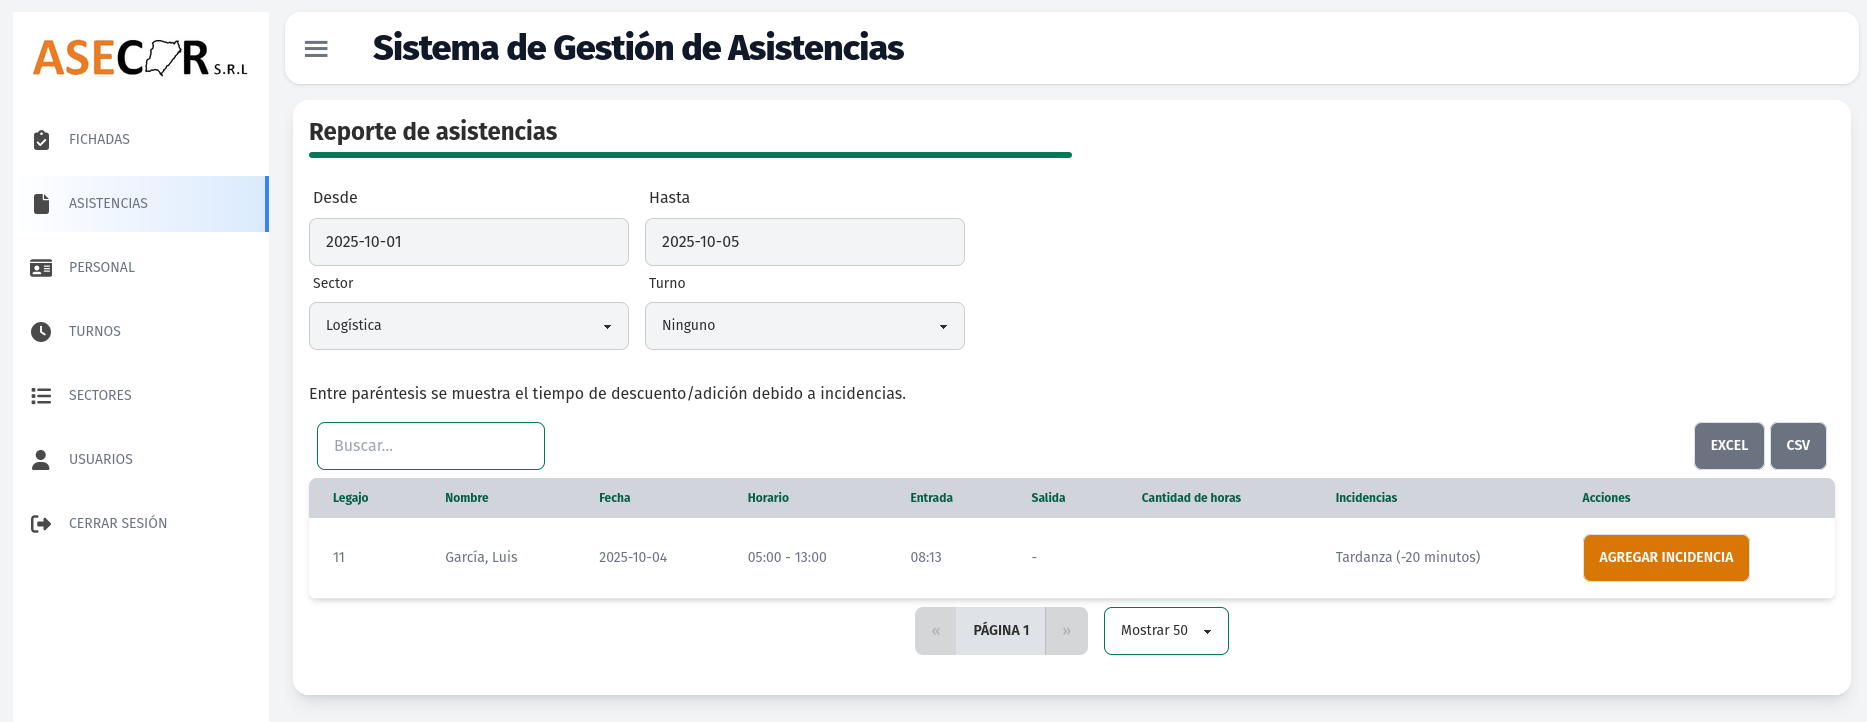 ASECOR S.R.L
Sistema de Gestión de Asistencias
FICHADAS
ASISTENCIAS
PERSONAL
TURNOS
SECTORES
USUARIOS
CERRAR SESIÓN
Reporte de asistencias
Desde Hasta
2025-10-01 2025-10-05
Sector Turno
Logística Ninguno
Entre paréntesis se muestra el tiempo de descuento/adición debido a incidencias.
Buscar... EXCEL CSV
Legajo Nombre Fecha Horario Entrada Salida Cantidad de horas Incidencias Acciones
11 García, Luis 2025-10-04 05:00 - 13:00 08:13 - Tardanza (-20 minutos) AGREGAR INCIDENCIA
« PÁGINA 1 » Mostrar 50